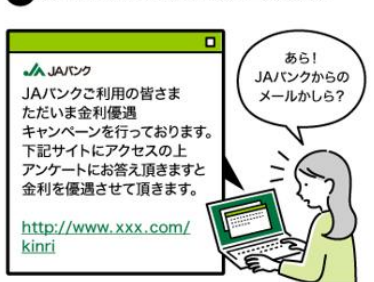 JAバンク
JAバンクご利用の皆さま
ただいま金利優遇
キャンペーンを行っております。
下記サイトにアクセスの上
アンケートにお答え頂きますと
金利を優遇させて頂きます。
http://www.xxx.com/
kinri
あら!
JAバンクからの
メールかしら?